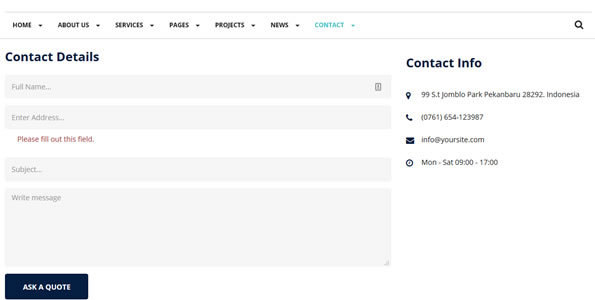 HOME ABOUT US SERVICES PAGES PROJECTS NEWS CONTACT
Contact Details
Full Name...
Enter Address...
Please fill out this field.
Subject...
Write message
ASK A QUOTE
Contact Info
99 S.t Jomblo Park Pekanbaru 28292. Indonesia
(0761) 654-123987
info@yoursite.com
Mon - Sat 09:00 - 17:00